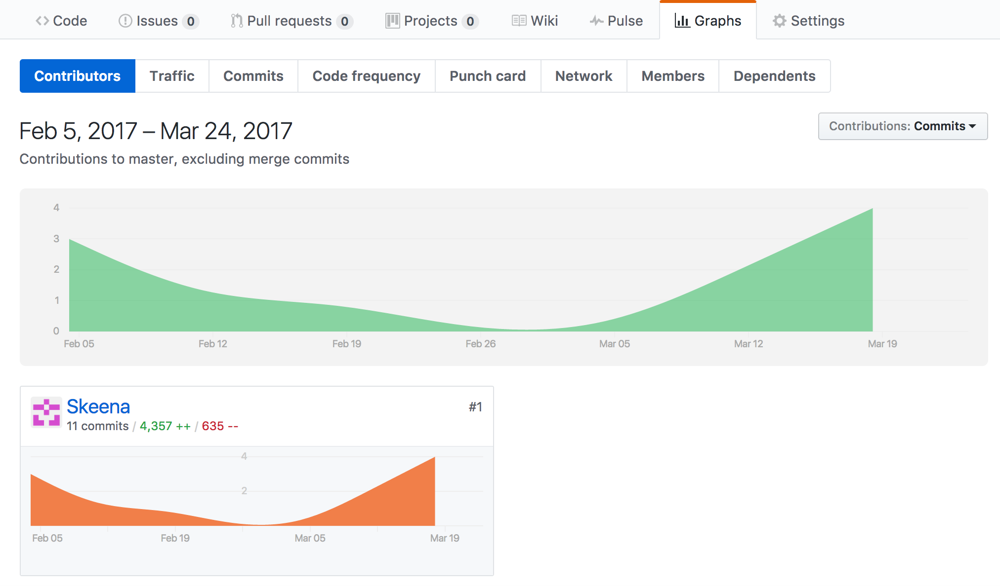 Code Issues 0 Pull requests 0 Projects 0 Wiki Pulse Graphs Settings
Contributors Traffic Commits Code frequency Punch card Network Members Dependents
Feb 5, 2017 – Mar 24, 2017
Contributions: Commits
Contributions to master, excluding merge commits
4
3
2
1
0
Feb 05 Feb 12 Feb 19 Feb 26 Mar 05 Mar 12 Mar 19
Skeena #1
11 commits / 4,357 ++ / 635 --
4
2
Feb 05 Feb 19 Mar 05 Mar 19